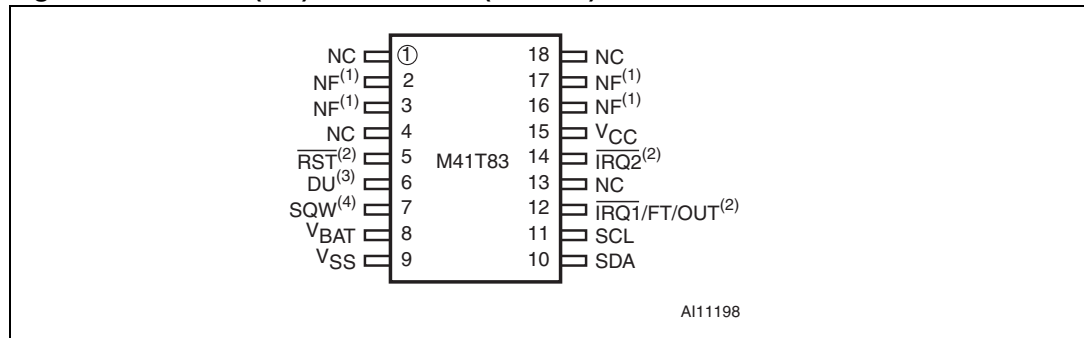 NC 1 18 NC
NF(1) 2 17 NF(1)
NF(1) 3 16 NF(1)
NC 4 15 VCC
RST(2) 5 M41T83 14 IRQ2(2)
DU(3) 6 13 NC
SQW(4) 7 12 IRQ1/FT/OUT(2)
VBAT 8 11 SCL
VSS 9 10 SDA
AI11198